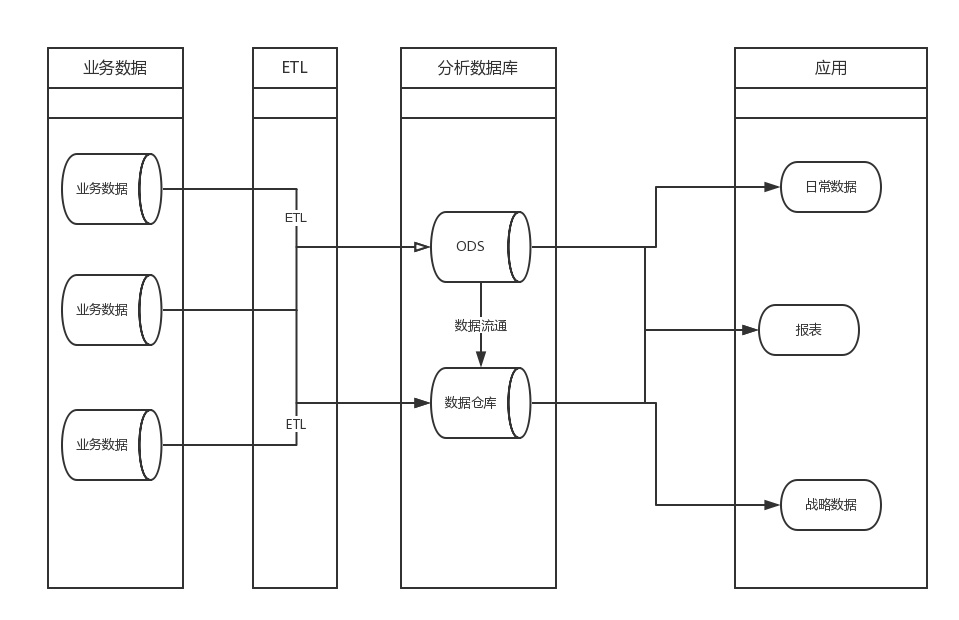 业务数据
ETL
分析数据库
应用
业务数据
业务数据
业务数据
ETL
ETL
ODS
数据流通
数据仓库
日常数据
报表
战略数据